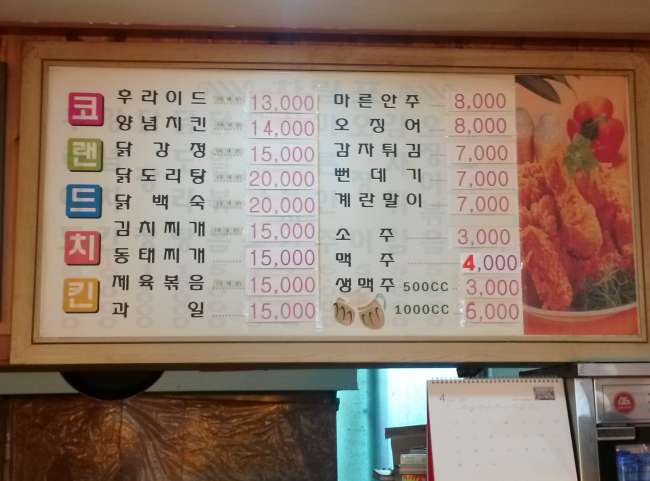 코랜드치킨
우라이드 13,000
양념치킨 14,000
닭강정 15,000
닭도리탕 20,000
닭백숙 20,000
김치찌개 15,000
동태찌개 15,000
제육볶음 15,000
과일 15,000
마른안주 8,000
오징어 8,000
감자튀김 7,000
뻔데기 7,000
계란말이 7,000
소주 3,000
맥주 4,000
생맥주 500CC 3,000
1000CC 6,000
4